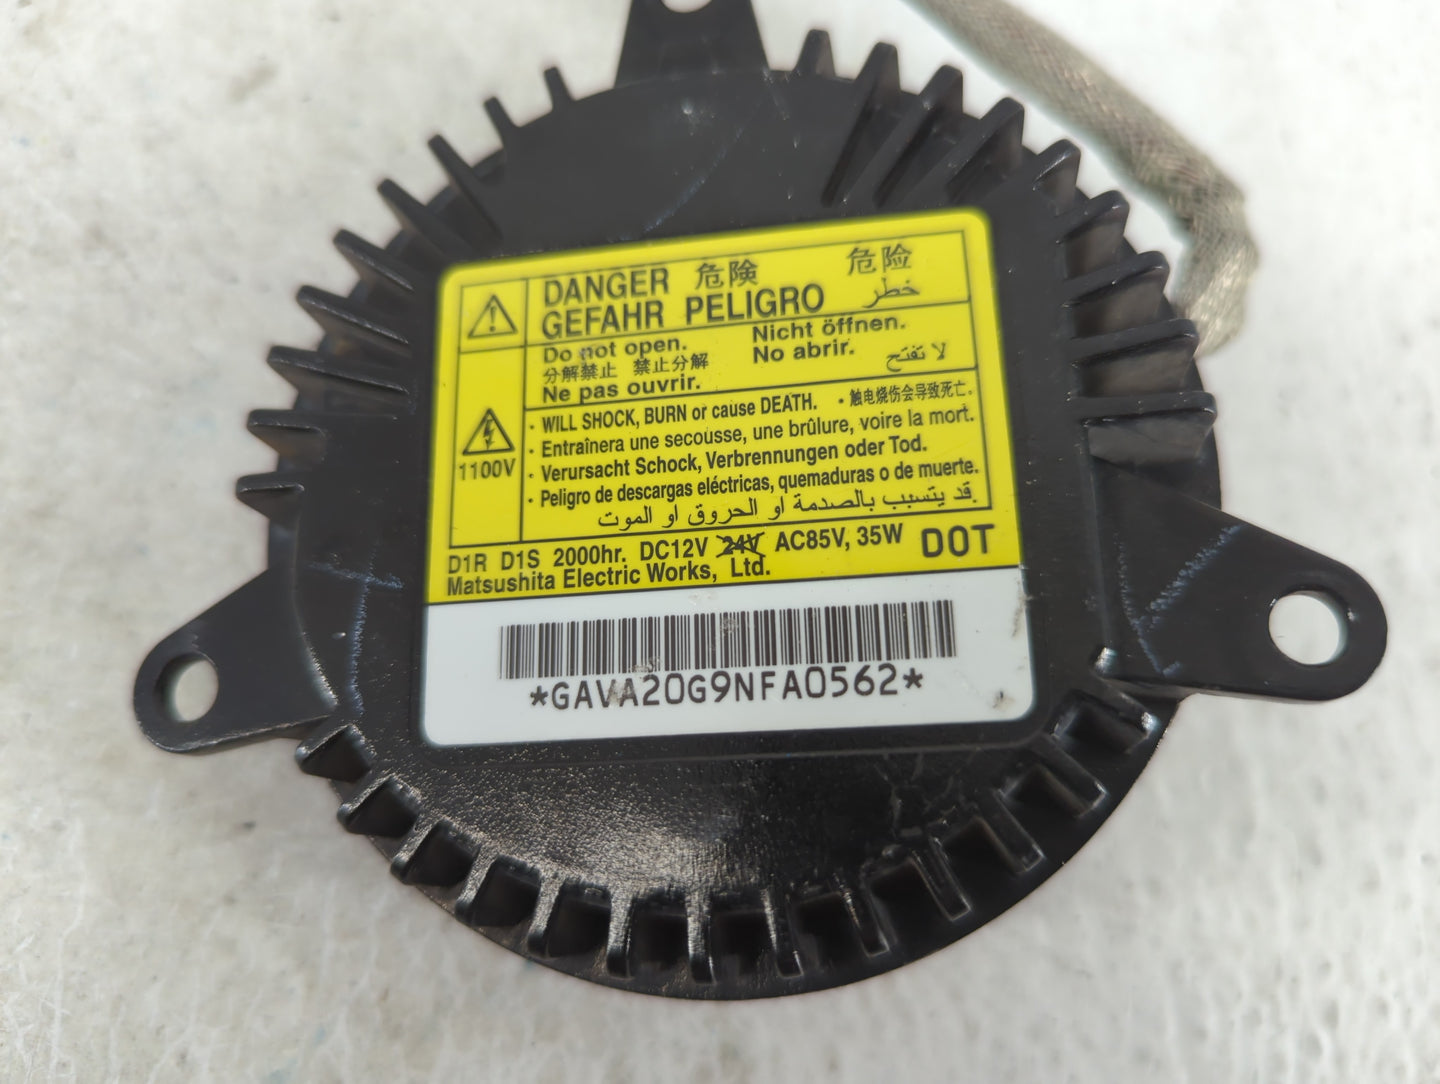 DANGER 危険 危险
GEFAHR PELIGRO خطر
Do not open. Nicht öffnen.
分解禁止 禁止分解 No abrir. لا تفتح
Ne pas ouvrir.
1100V
・WILL SHOCK, BURN or cause DEATH. ・触电烧伤会导致死亡。
・Entraînera une secousse, une brûlure, voire la mort.
・Verursacht Schock, Verbrennungen oder Tod.
・Peligro de descargas eléctricas, quemaduras o de muerte.
قد يتسبب بالصدمة او الحروق او الموت.
D1R D1S 2000hr. DC12V 24V AC85V, 35W DOT
Matsushita Electric Works, Ltd.
*GAVA20G9NFA0562*